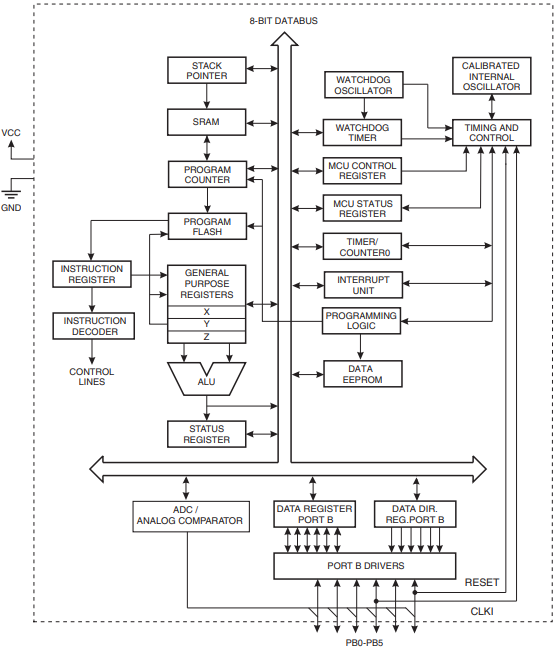 8-BIT DATABUS
VCC
GND
STACK
POINTER
SRAM
PROGRAM
COUNTER
PROGRAM
FLASH
INSTRUCTION
REGISTER
INSTRUCTION
DECODER
CONTROL
LINES
GENERAL
PURPOSE
REGISTERS
X
Y
Z
ALU
STATUS
REGISTER
WATCHDOG
OSCILLATOR
CALIBRATED
INTERNAL
OSCILLATOR
WATCHDOG
TIMER
TIMING AND
CONTROL
MCU CONTROL
REGISTER
MCU STATUS
REGISTER
TIMER/
COUNTER0
INTERRUPT
UNIT
PROGRAMMING
LOGIC
DATA
EEPROM
ADC /
ANALOG COMPARATOR
DATA REGISTER
PORT B
DATA DIR.
REG.PORT B
PORT B DRIVERS
RESET
CLKI
PB0-PB5